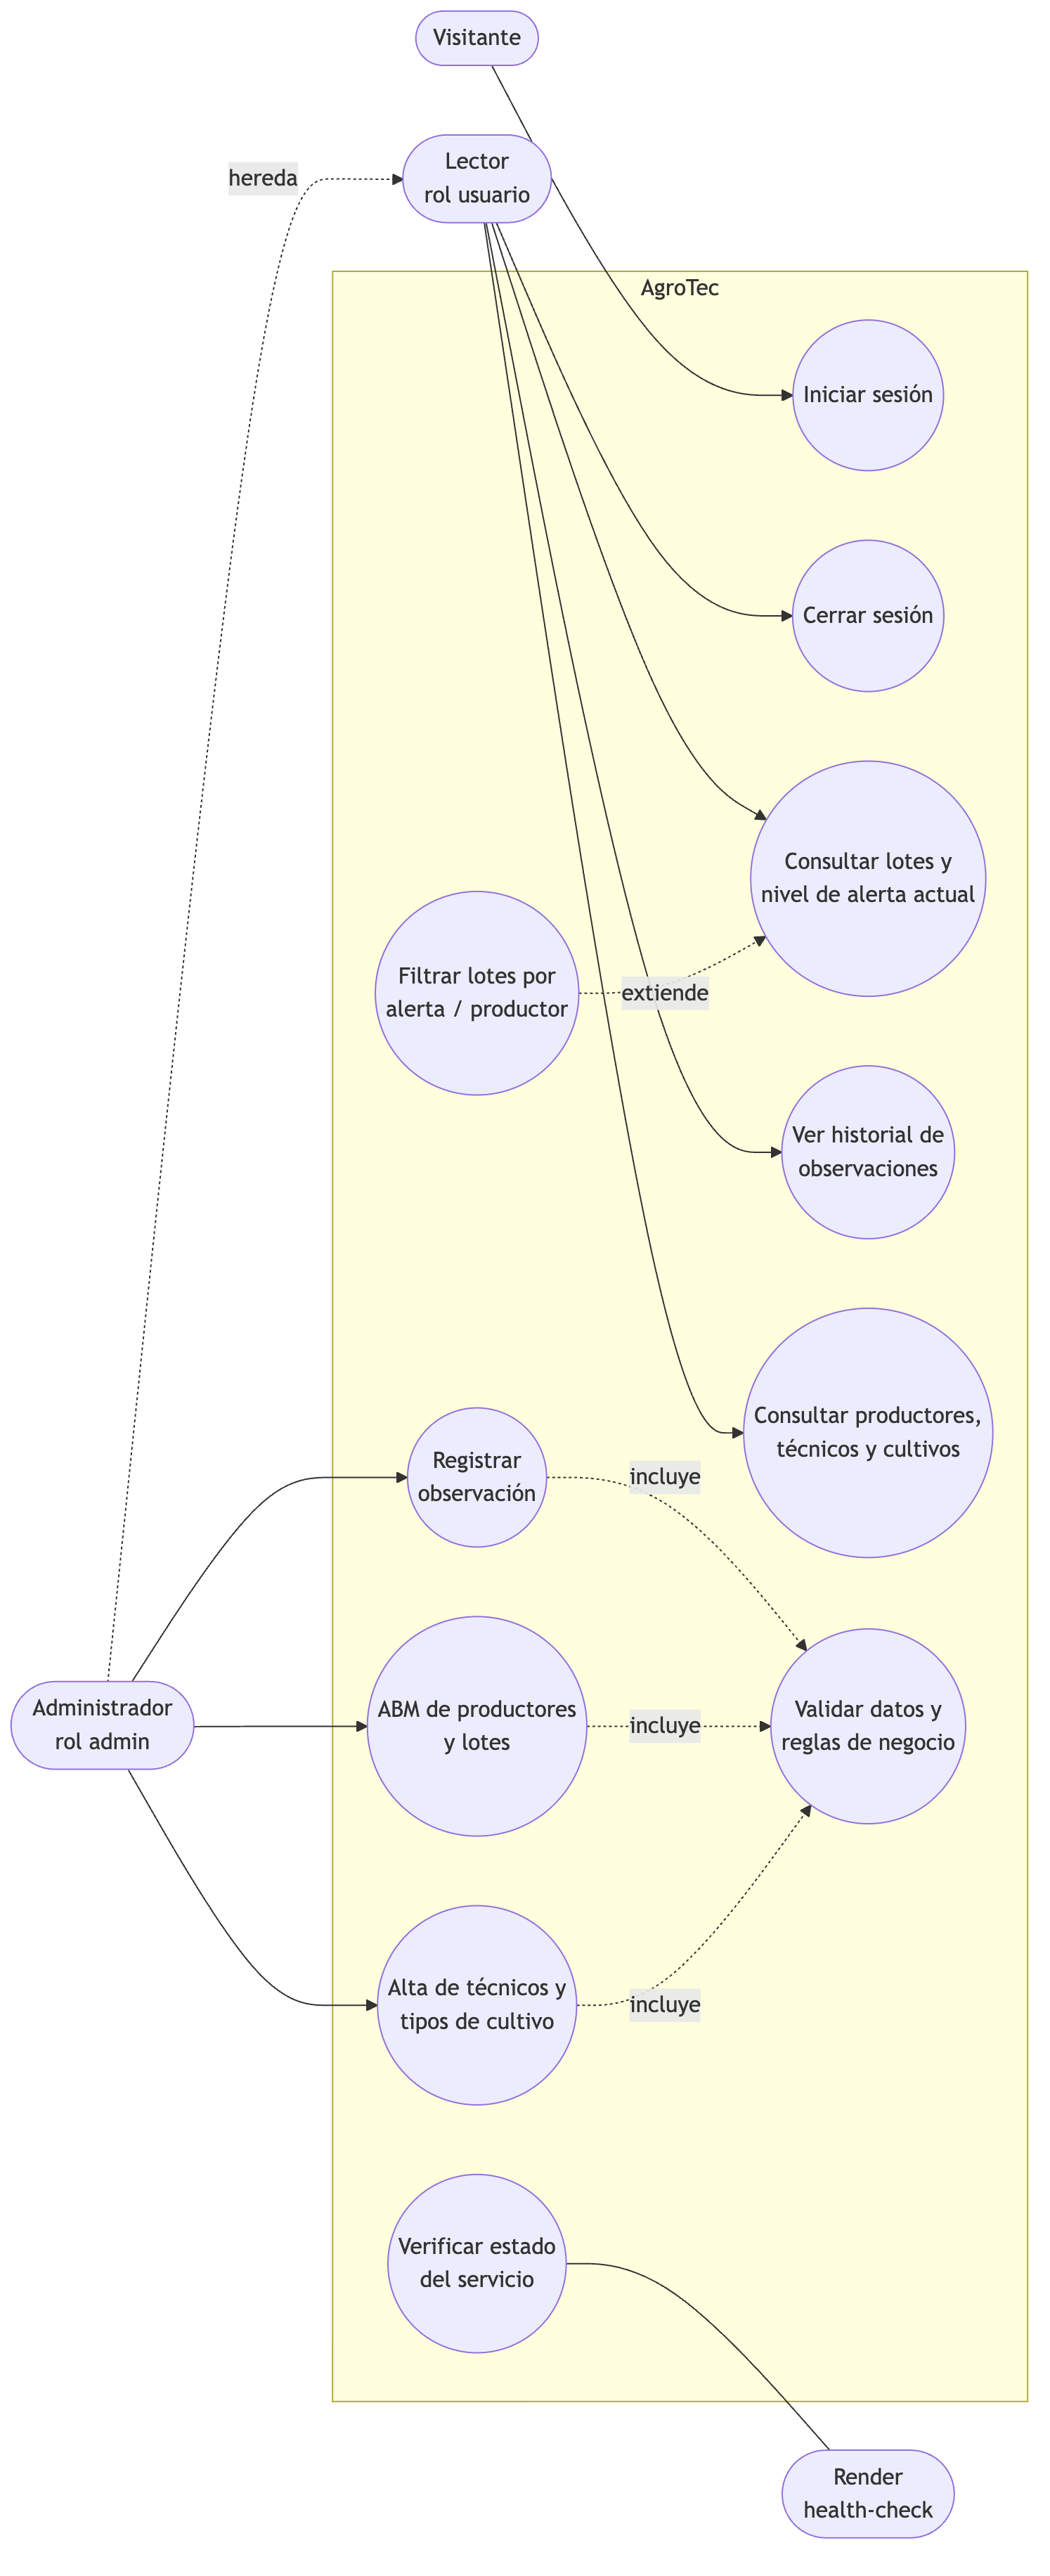 Visitante
Lector
rol usuario
hereda
AgroTec
Iniciar sesión
Cerrar sesión
Consultar lotes y
nivel de alerta actual
Filtrar lotes por
alerta / productor
extiende
Ver historial de
observaciones
Consultar productores,
técnicos y cultivos
Registrar
observación
incluye
Administrador
rol admin
ABM de productores
y lotes
incluye
Validar datos y
reglas de negocio
Alta de técnicos y
tipos de cultivo
incluye
Verificar estado
del servicio
Render
health-check